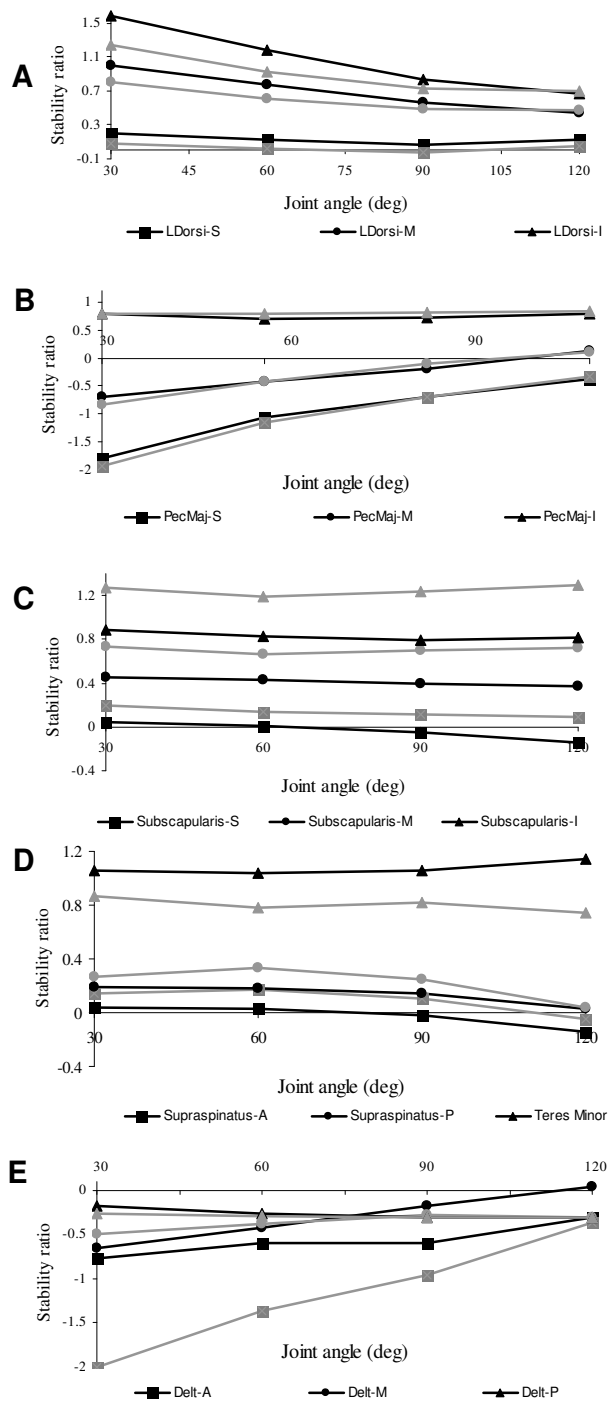 A
Stability ratio
1.5
1.1
0.7
0.3
-0.1
30 45 60 75 90 105 120
Joint angle (deg)
LDorsi-S LDorsi-M LDorsi-I
B
Stability ratio
1
0.5
0
-0.5
-1
-1.5
-2
30 60 90
Joint angle (deg)
PecMaj-S PecMaj-M PecMaj-I
C
Stability ratio
1.2
0.8
0.4
0
-0.4
30 60 90 120
Joint angle (deg)
Subscapularis-S Subscapularis-M Subscapularis-I
D
Stability ratio
1.2
0.8
0.4
0
-0.4
30 60 90 120
Joint angle (deg)
Supraspinatus-A Supraspinatus-P Teres Minor
E
Stability ratio
30 60 90 120
0
-0.5
-1
-1.5
-2
Joint angle (deg)
Delt-A Delt-M Delt-P